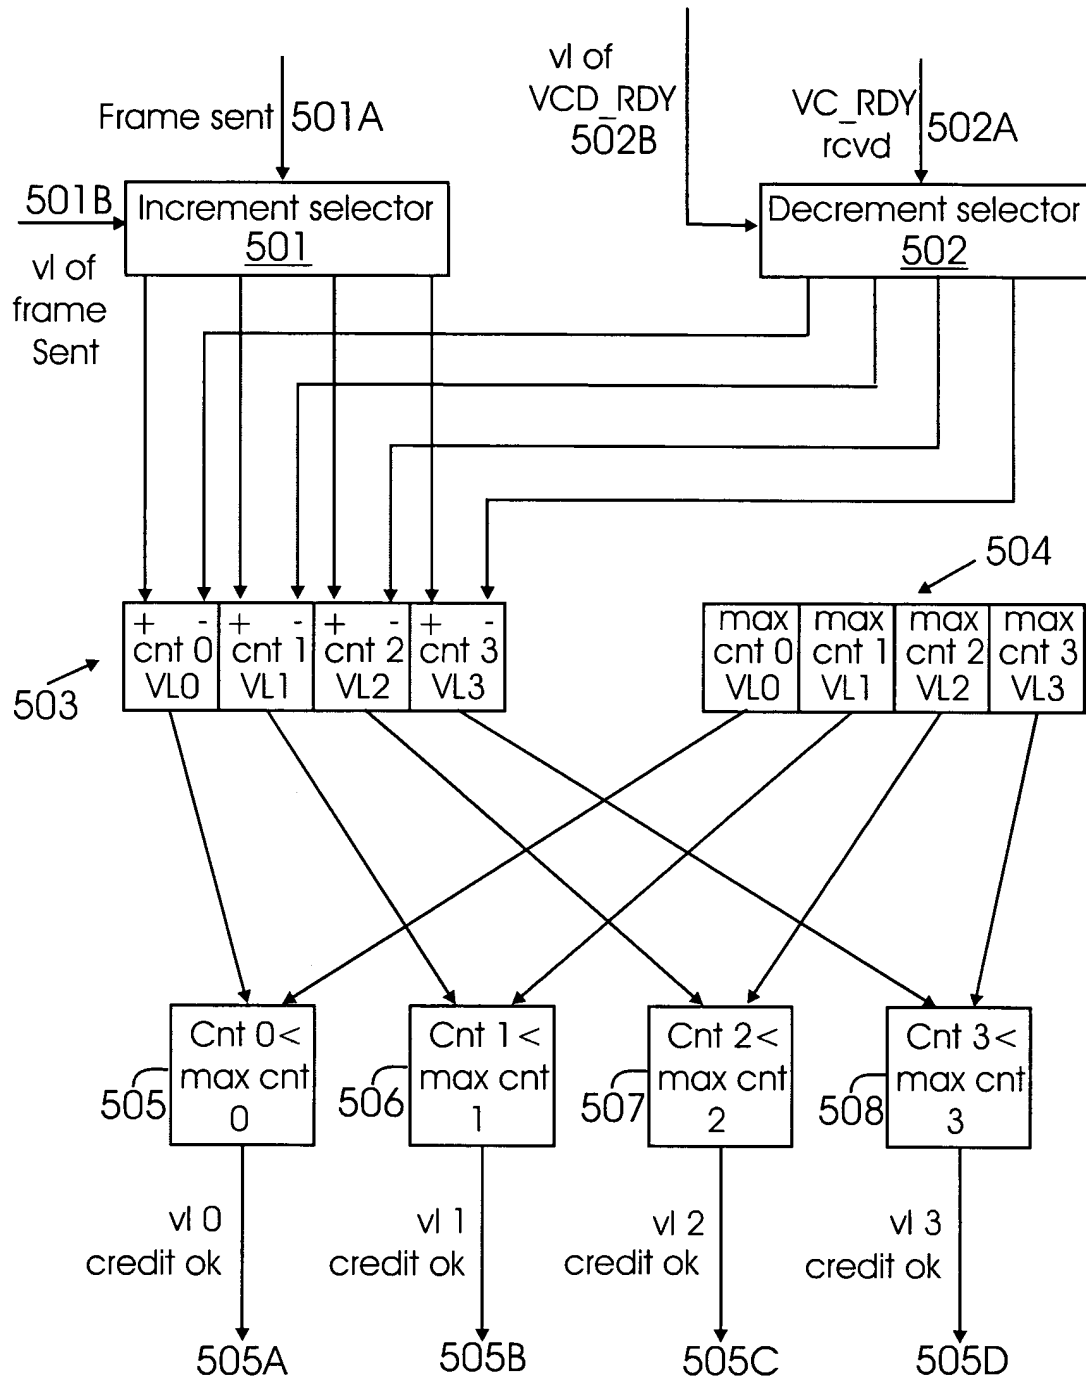 Frame sent
501A
vl of
VCD_RDY
502B
VC_RDY
rcvd
502A
501B
vl of
frame
Sent
Increment selector
501
Decrement selector
502
503
+ -
cnt 0
VL0
+ -
cnt 1
VL1
+ -
cnt 2
VL2
+ -
cnt 3
VL3
504
max
cnt 0
VL0
max
cnt 1
VL1
max
cnt 2
VL2
max
cnt 3
VL3
505
Cnt 0<
max cnt
0
506
Cnt 1<
max cnt
1
507
Cnt 2<
max cnt
2
508
Cnt 3<
max cnt
3
vl 0
credit ok
vl 1
credit ok
vl 2
credit ok
vl 3
credit ok
505A
505B
505C
505D